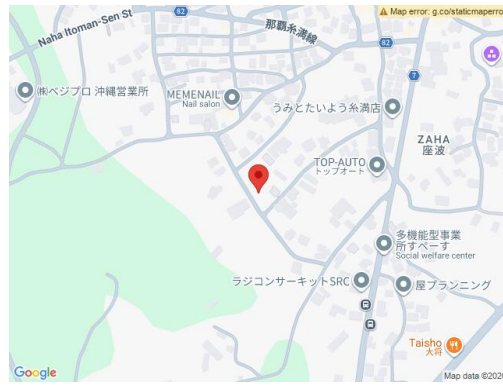 Map error: g.co/staticmaperro
82
那覇糸満線
Naha Itoman-Sen St
82
7
㈱ベジプロ 沖縄営業所
MEMENAIL
Nail salon
うみとたいよう糸満店
ZAHA
座波
TOP-AUTO
トップオート
多機能型事業
所すぺーす
Social welfare center
ラジコンサーキットSRC
屋プランニング
Taisho
大将
Google
Map data ©2020